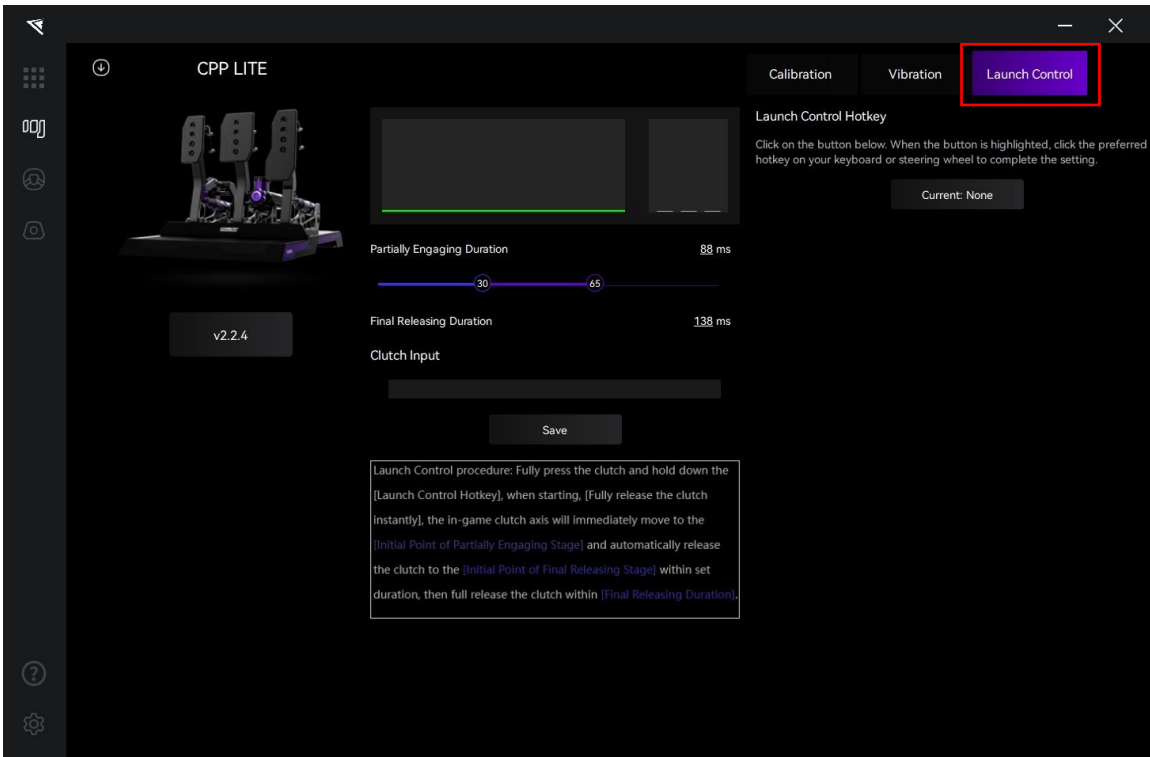 CPP LITE
v2.2.4
Partially Engaging Duration 88 ms
30 65
Final Releasing Duration 138 ms
Clutch Input
Save
Launch Control procedure: Fully press the clutch and hold down the
[Launch Control Hotkey], when starting, [Fully release the clutch
instantly], the in-game clutch axis will immediately move to the
[Initial Point of Partially Engaging Stage] and automatically release
the clutch to the [Initial Point of Final Releasing Stage] within set
duration, then full release the clutch within [Final Releasing Duration].
Calibration Vibration Launch Control
Launch Control Hotkey
Click on the button below. When the button is highlighted, click the preferred
hotkey on your keyboard or steering wheel to complete the setting.
Current: None